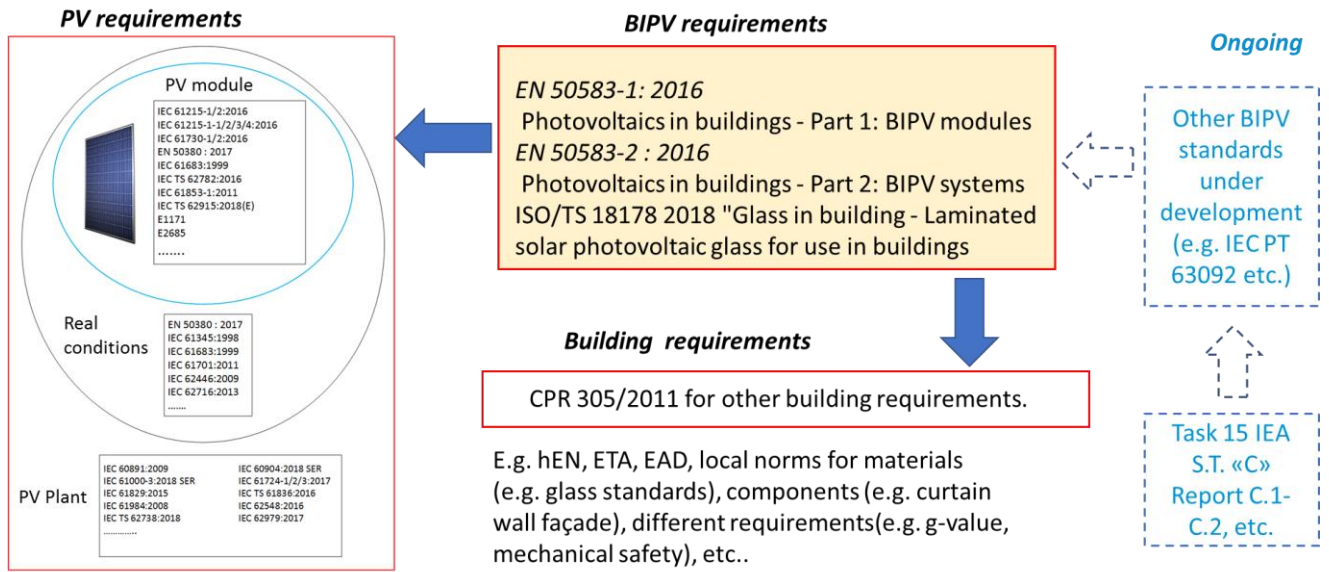 PV requirements
PV module
IEC 61215-1/2:2016
IEC 61215-1-1/2/3/4:2016
IEC 61730-1/2:2016
EN 50380 : 2017
IEC 61683:1999
IEC TS 62782:2016
IEC 61853-1:2011
IEC TS 62915:2018(E)
E1171
E2685
.......
Real
conditions
EN 50380 : 2017
IEC 61345:1998
IEC 61683:1999
IEC 61701:2011
IEC 62446:2009
IEC 62716:2013
.......
PV Plant
IEC 60891:2009
IEC 61000-3:2018 SER
IEC 61829:2015
IEC 61984:2008
IEC TS 62738:2018
..............
IEC 60904:2018 SER
IEC 61724-1/2/3:2017
IEC TS 61836:2016
IEC 62548:2016
IEC 62979:2017
BIPV requirements
EN 50583-1: 2016
Photovoltaics in buildings - Part 1: BIPV modules
EN 50583-2 : 2016
Photovoltaics in buildings - Part 2: BIPV systems
ISO/TS 18178 2018 "Glass in building - Laminated
solar photovoltaic glass for use in buildings
Building requirements
CPR 305/2011 for other building requirements.
E.g. hEN, ETA, EAD, local norms for materials
(e.g. glass standards), components (e.g. curtain
wall façade), different requirements(e.g. g-value,
mechanical safety), etc..
Ongoing
Other BIPV
standards
under
development
(e.g. IEC PT
63092 etc.)
Task 15 IEA
S.T. «C»
Report C.1-
C.2, etc.